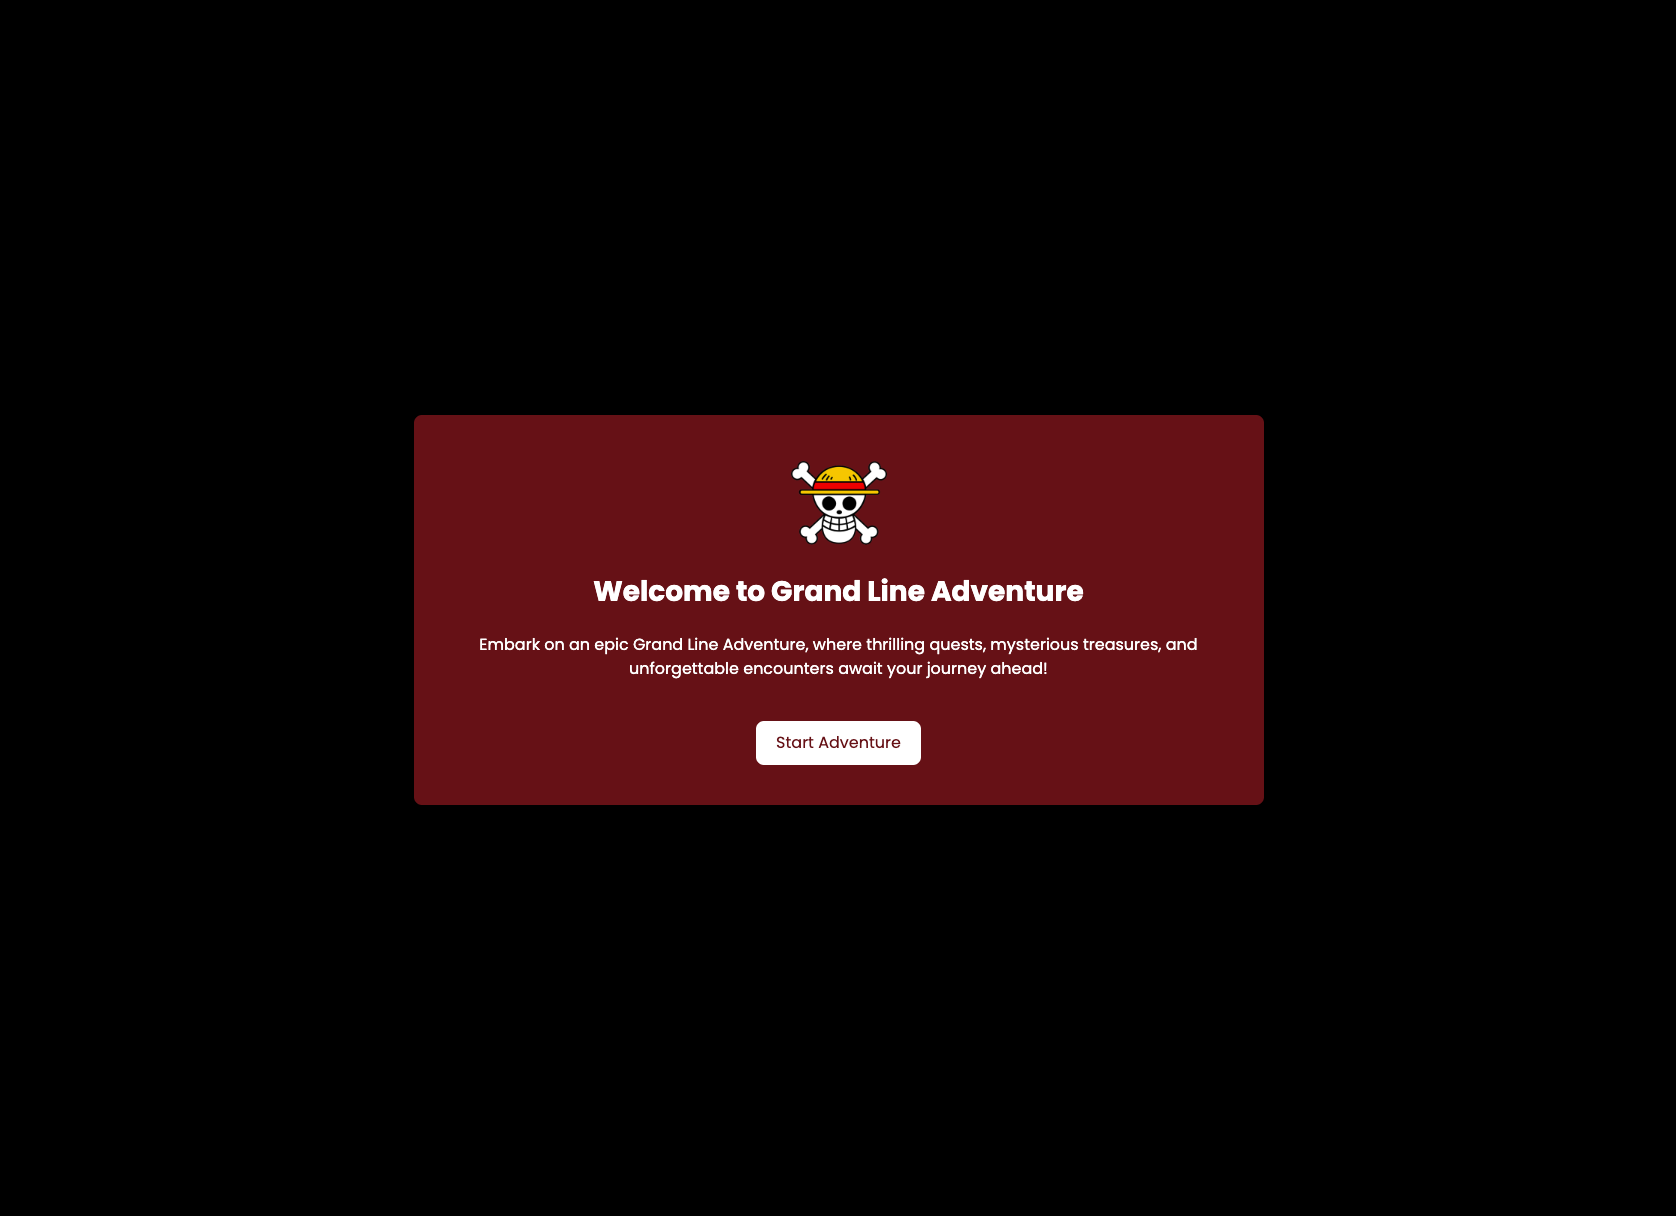 Welcome to Grand Line Adventure
Embark on an epic Grand Line Adventure, where thrilling quests, mysterious treasures, and
unforgettable encounters await your journey ahead!
Start Adventure